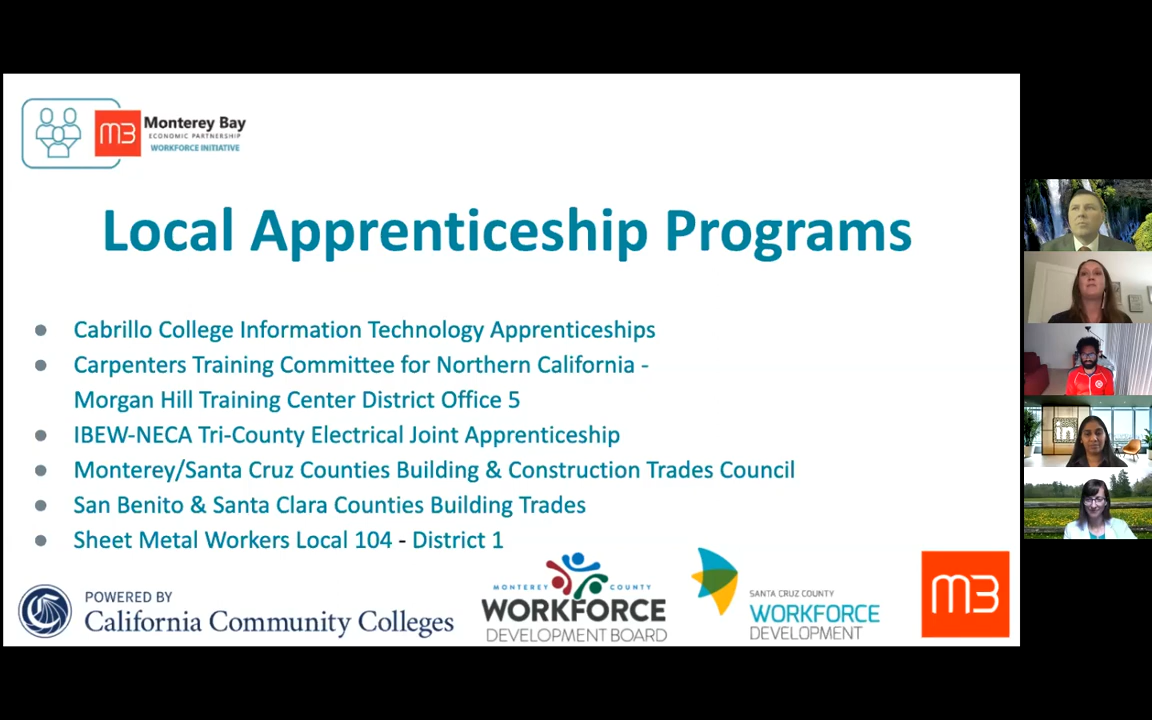 Monterey Bay
ECONOMIC PARTNERSHIP
WORKFORCE INITIATIVE
Local Apprenticeship Programs
● Cabrillo College Information Technology Apprenticeships
● Carpenters Training Committee for Northern California -
Morgan Hill Training Center District Office 5
● IBEW-NECA Tri-County Electrical Joint Apprenticeship
● Monterey/Santa Cruz Counties Building & Construction Trades Council
● San Benito & Santa Clara Counties Building Trades
● Sheet Metal Workers Local 104 - District 1
POWERED BY
California Community Colleges
MONTEREY COUNTY
WORKFORCE
DEVELOPMENT BOARD
SANTA CRUZ COUNTY
WORKFORCE
DEVELOPMENT
in